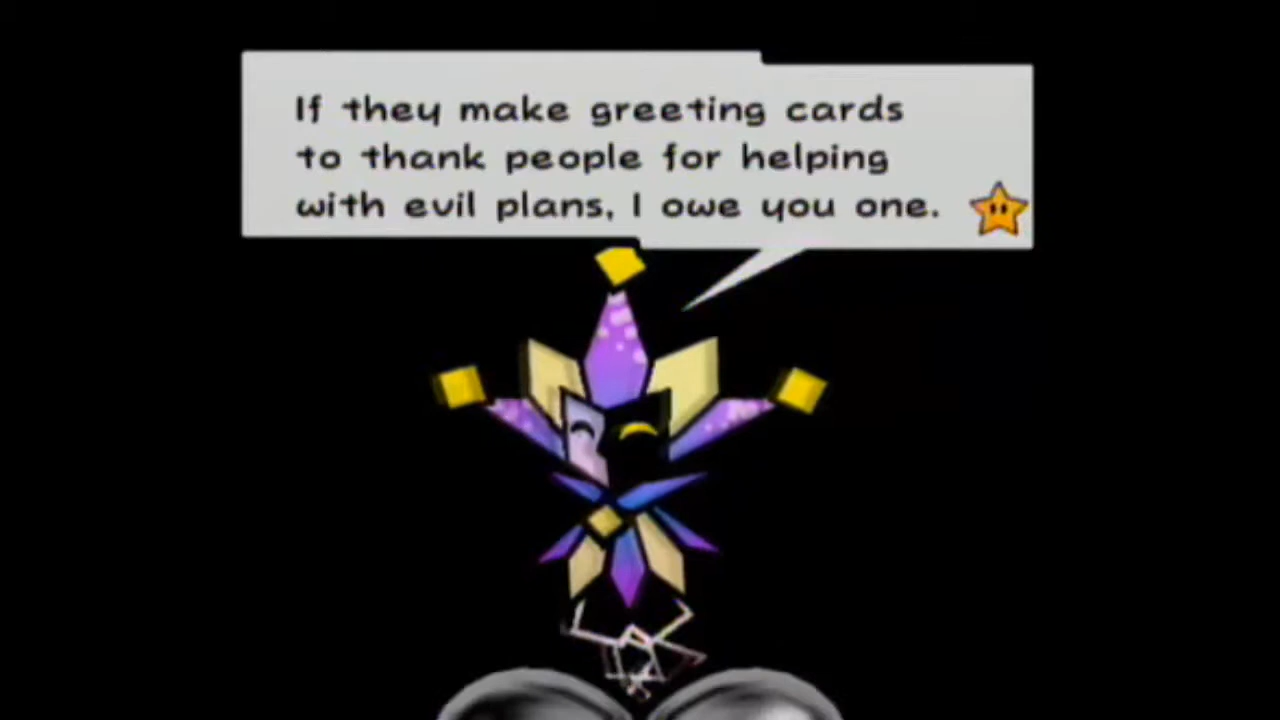 If they make greeting cards
to thank people for helping
with evil plans, I owe you one.